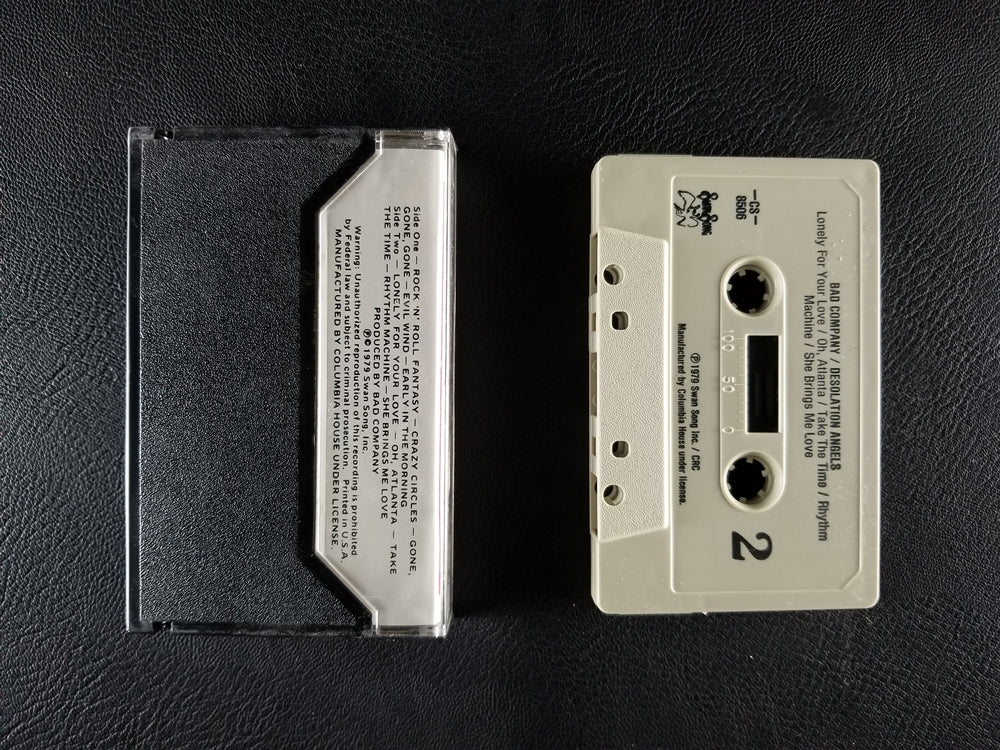 Side One — ROCK 'N' ROLL FANTASY — CRAZY CIRCLES — GONE,
GONE, GONE — EVIL WIND — EARLY IN THE MORNING
Side Two — LONELY FOR YOUR LOVE — OH, ATLANTA — TAKE
THE TIME — RHYTHM MACHINE — SHE BRINGS ME LOVE
PRODUCED BY BAD COMPANY
℗© 1979 Swan Song, Inc.
Warning: Unauthorized reproduction of this recording is prohibited
by Federal law and subject to criminal prosecution. Printed in U.S.A.
MANUFACTURED BY COLUMBIA HOUSE UNDER LICENSE.
BAD COMPANY / DESOLATION ANGELS
Lonely For Your Love / Oh, Atlanta / Take The Time / Rhythm
Machine / She Brings Me Love
—CS—
8506
Swan Song
100 50 0
2
℗1979 Swan Song Inc. / CRC
Manufactured by Columbia House under license.